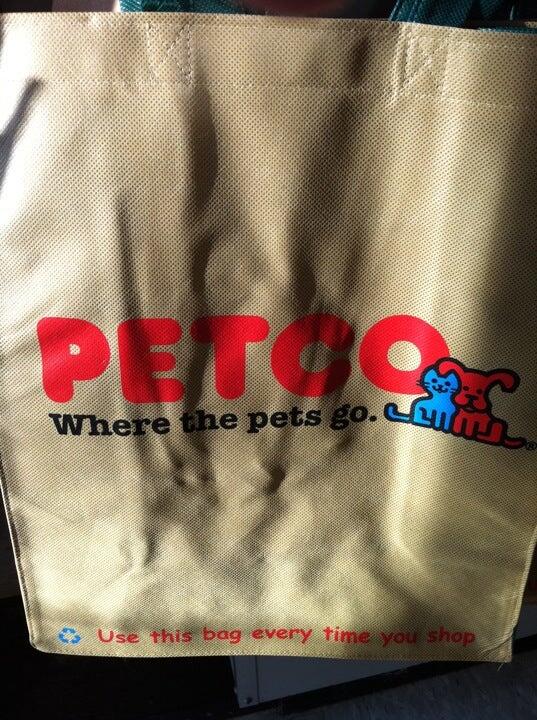 PETCO
Where the pets go.
®
Use this bag every time you shop